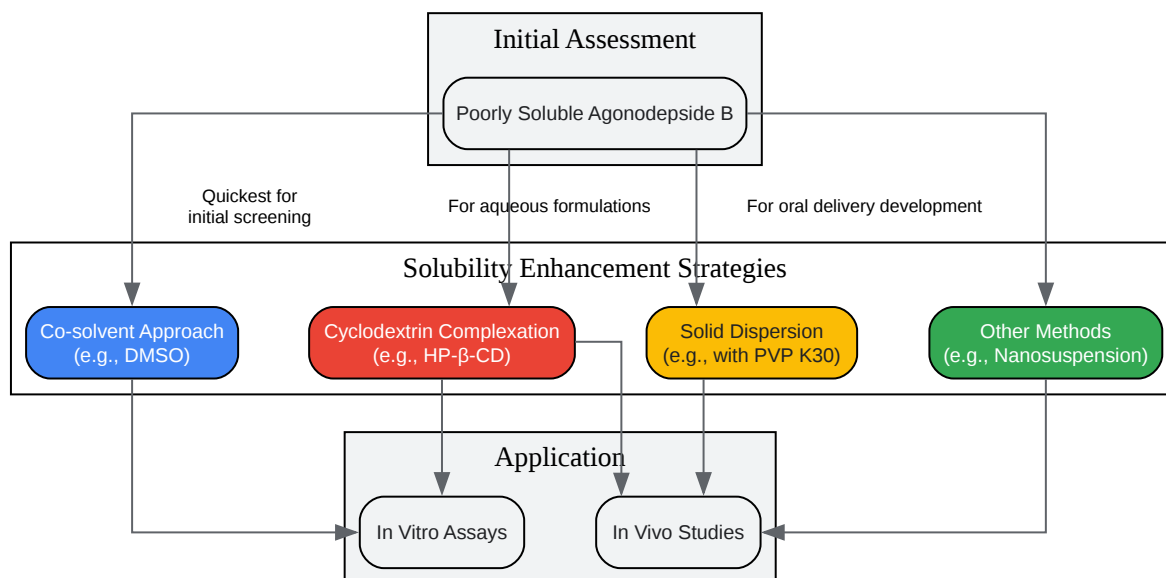 Initial Assessment
Poorly Soluble Agonodepside B
Quickest for
initial screening
For aqueous formulations
For oral delivery development
Solubility Enhancement Strategies
Co-solvent Approach
(e.g., DMSO)
Cyclodextrin Complexation
(e.g., HP-β-CD)
Solid Dispersion
(e.g., with PVP K30)
Other Methods
(e.g., Nanosuspension)
Application
In Vitro Assays
In Vivo Studies